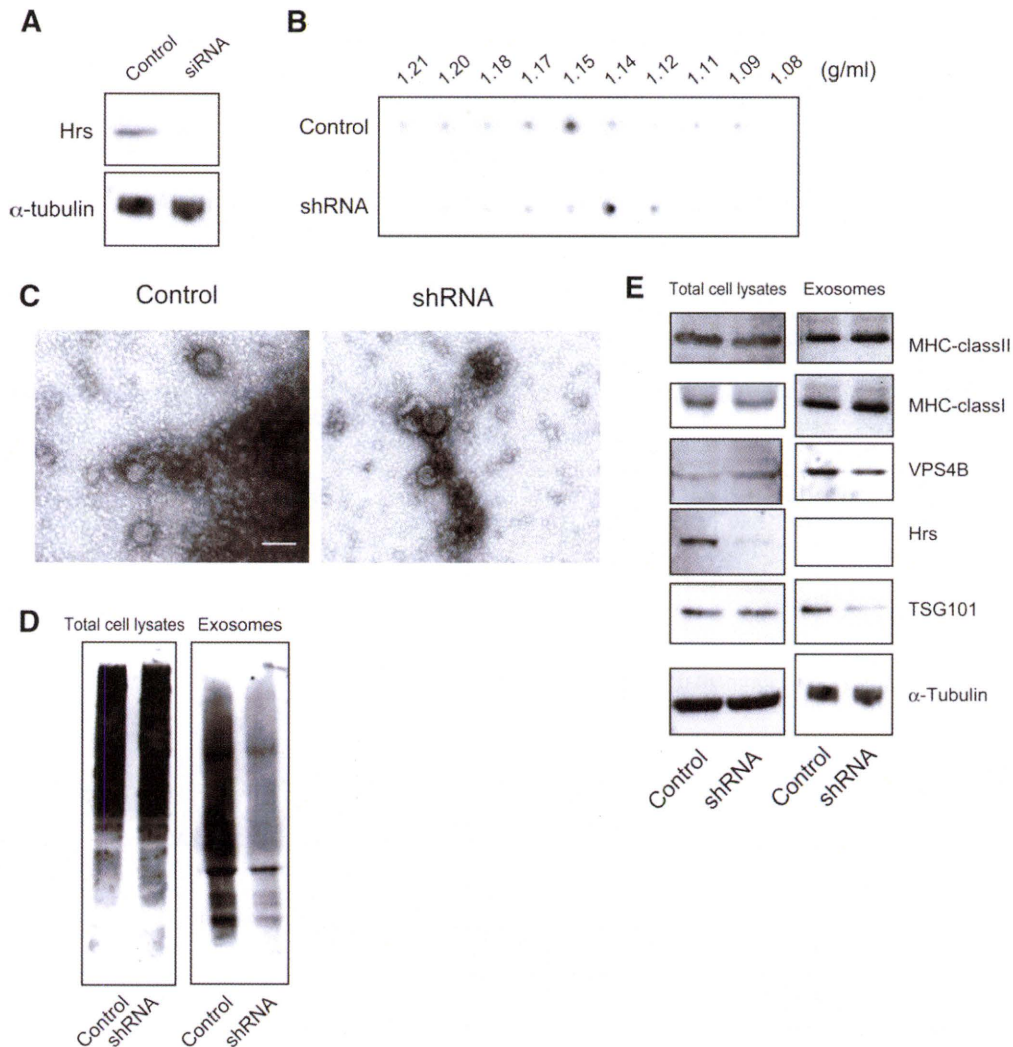 A
Control
siRNA
Hrs
α-tubulin
B
1.21 1.20 1.18 1.17 1.15 1.14 1.12 1.11 1.09 1.08 (g/ml)
Control
shRNA
C
Control
shRNA
D
Total cell lysates
Exosomes
Control
shRNA
Control
shRNA
E
Total cell lysates
Exosomes
MHC-classII
MHC-classI
VPS4B
Hrs
TSG101
α-Tubulin
Control
shRNA
Control
shRNA